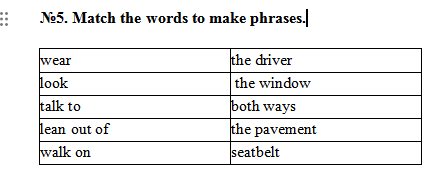 №5. Match the words to make phrases.
wear the driver
look the window
talk to both ways
lean out of the pavement
walk on seatbelt